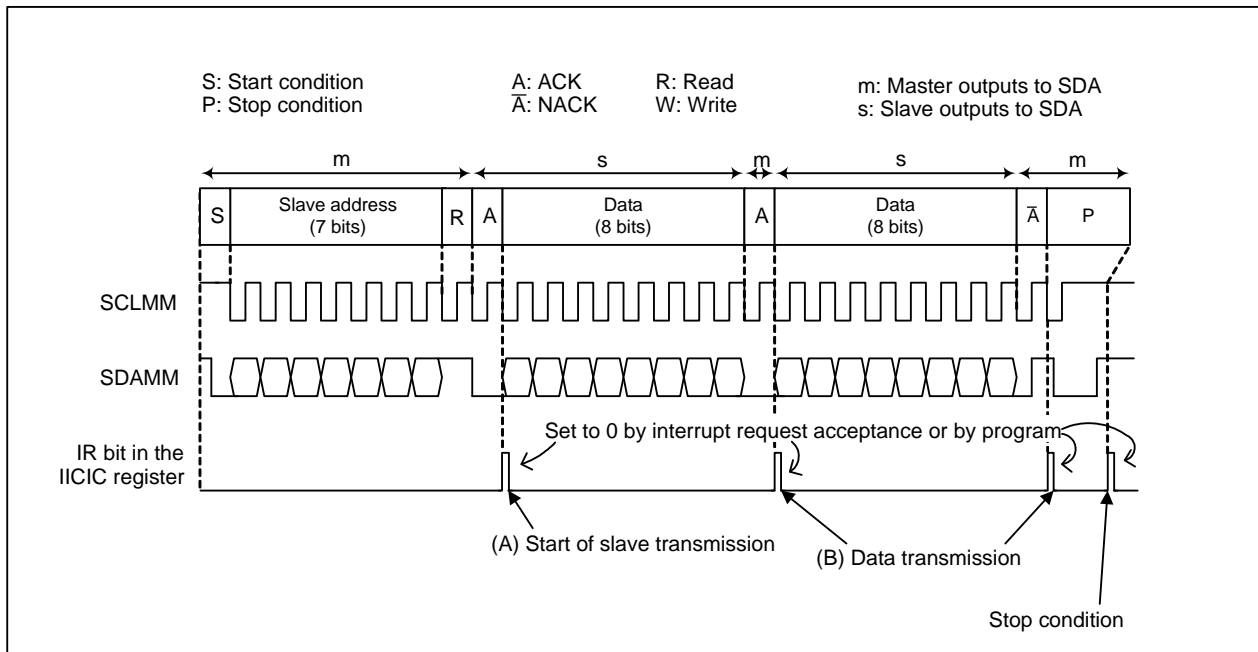 S: Start condition
P: Stop condition
A: ACK
A̅: NACK
R: Read
W: Write
m: Master outputs to SDA
s: Slave outputs to SDA
m
s
m
s
m
S
Slave address
(7 bits)
R
A
Data
(8 bits)
A
Data
(8 bits)
A̅
P
SCLMM
SDAMM
Set to 0 by interrupt request acceptance or by program
IR bit in the
IICIC register
(A) Start of slave transmission
(B) Data transmission
Stop condition